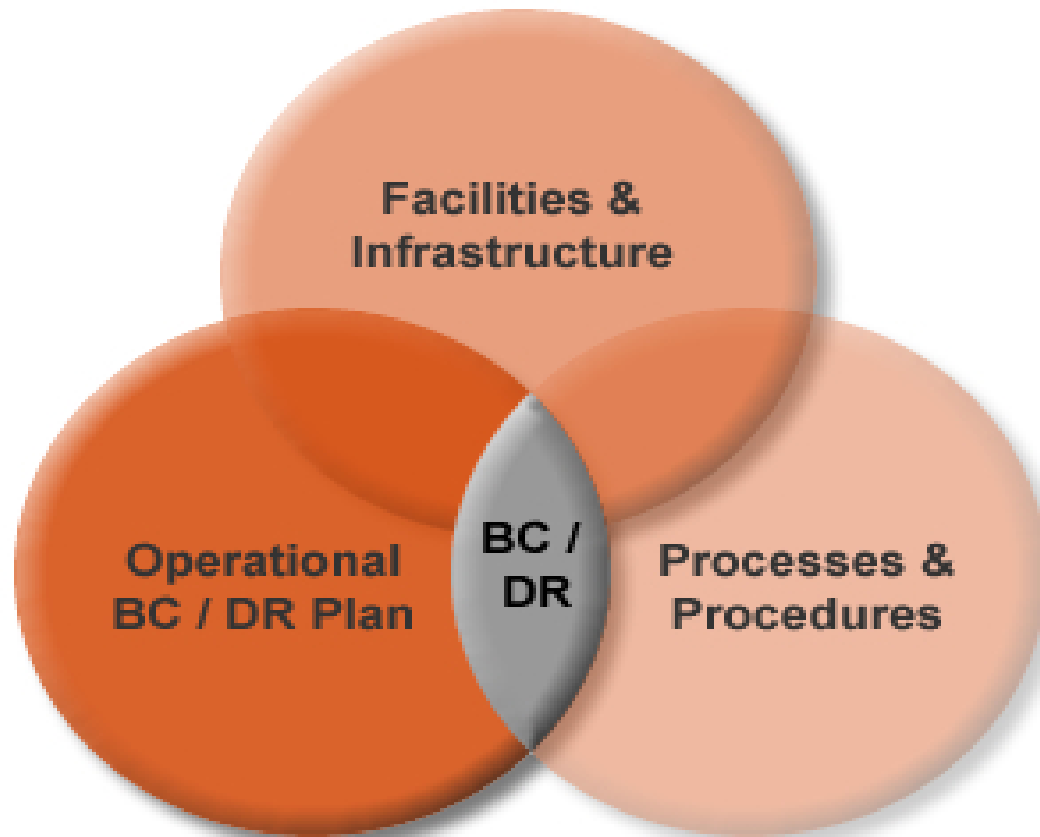 Facilities &
Infrastructure
Operational
BC / DR Plan
BC /
DR
Processes &
Procedures